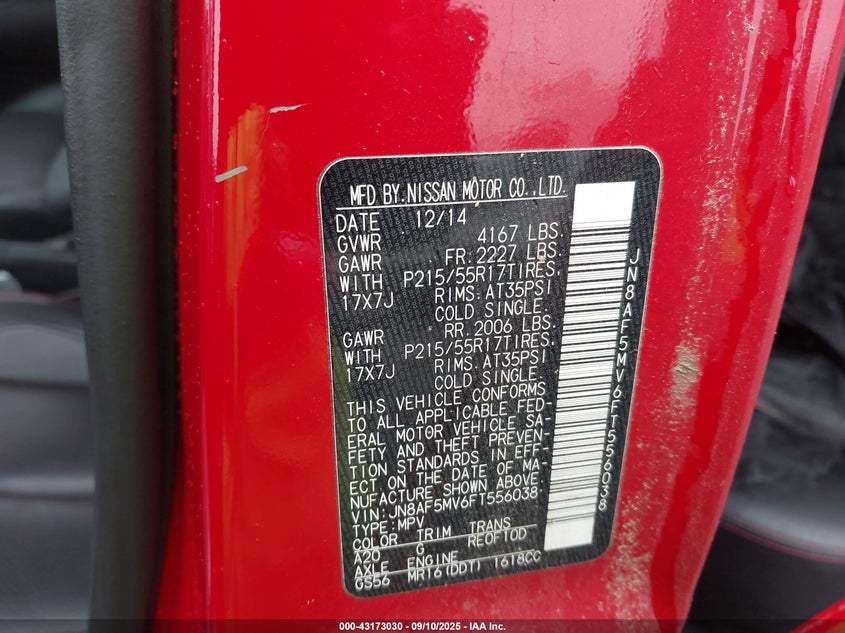 MFD BY.NISSAN MOTOR CO.,LTD.
DATE 12/14
GVWR 4167 LBS.
GAWR FR. 2227 LBS.
WITH P215/55R17TIRES.
17X7J RIMS. AT35PSI
COLD SINGLE.
GAWR RR. 2006 LBS.
WITH P215/55R17TIRES.
17X7J RIMS. AT35PSI
COLD SINGLE.
THIS VEHICLE CONFORMS
TO ALL APPLICABLE FED-
ERAL MOTOR VEHICLE SA-
FETY AND THEFT PREVEN-
TION STANDARDS IN EFF-
ECT ON THE DATE OF MA-
NUFACTURE SHOWN ABOVE.
VIN: JN8AF5MV6FT556038
TYPE: MPV
COLOR TRIM TRANS
A20 G RE0F10D
AXLE ENGINE
GS56 MR16(DDT) 1618CC
JN8AF5MV6FT556038
000-43173030 - 09/10/2025 - IAA Inc.